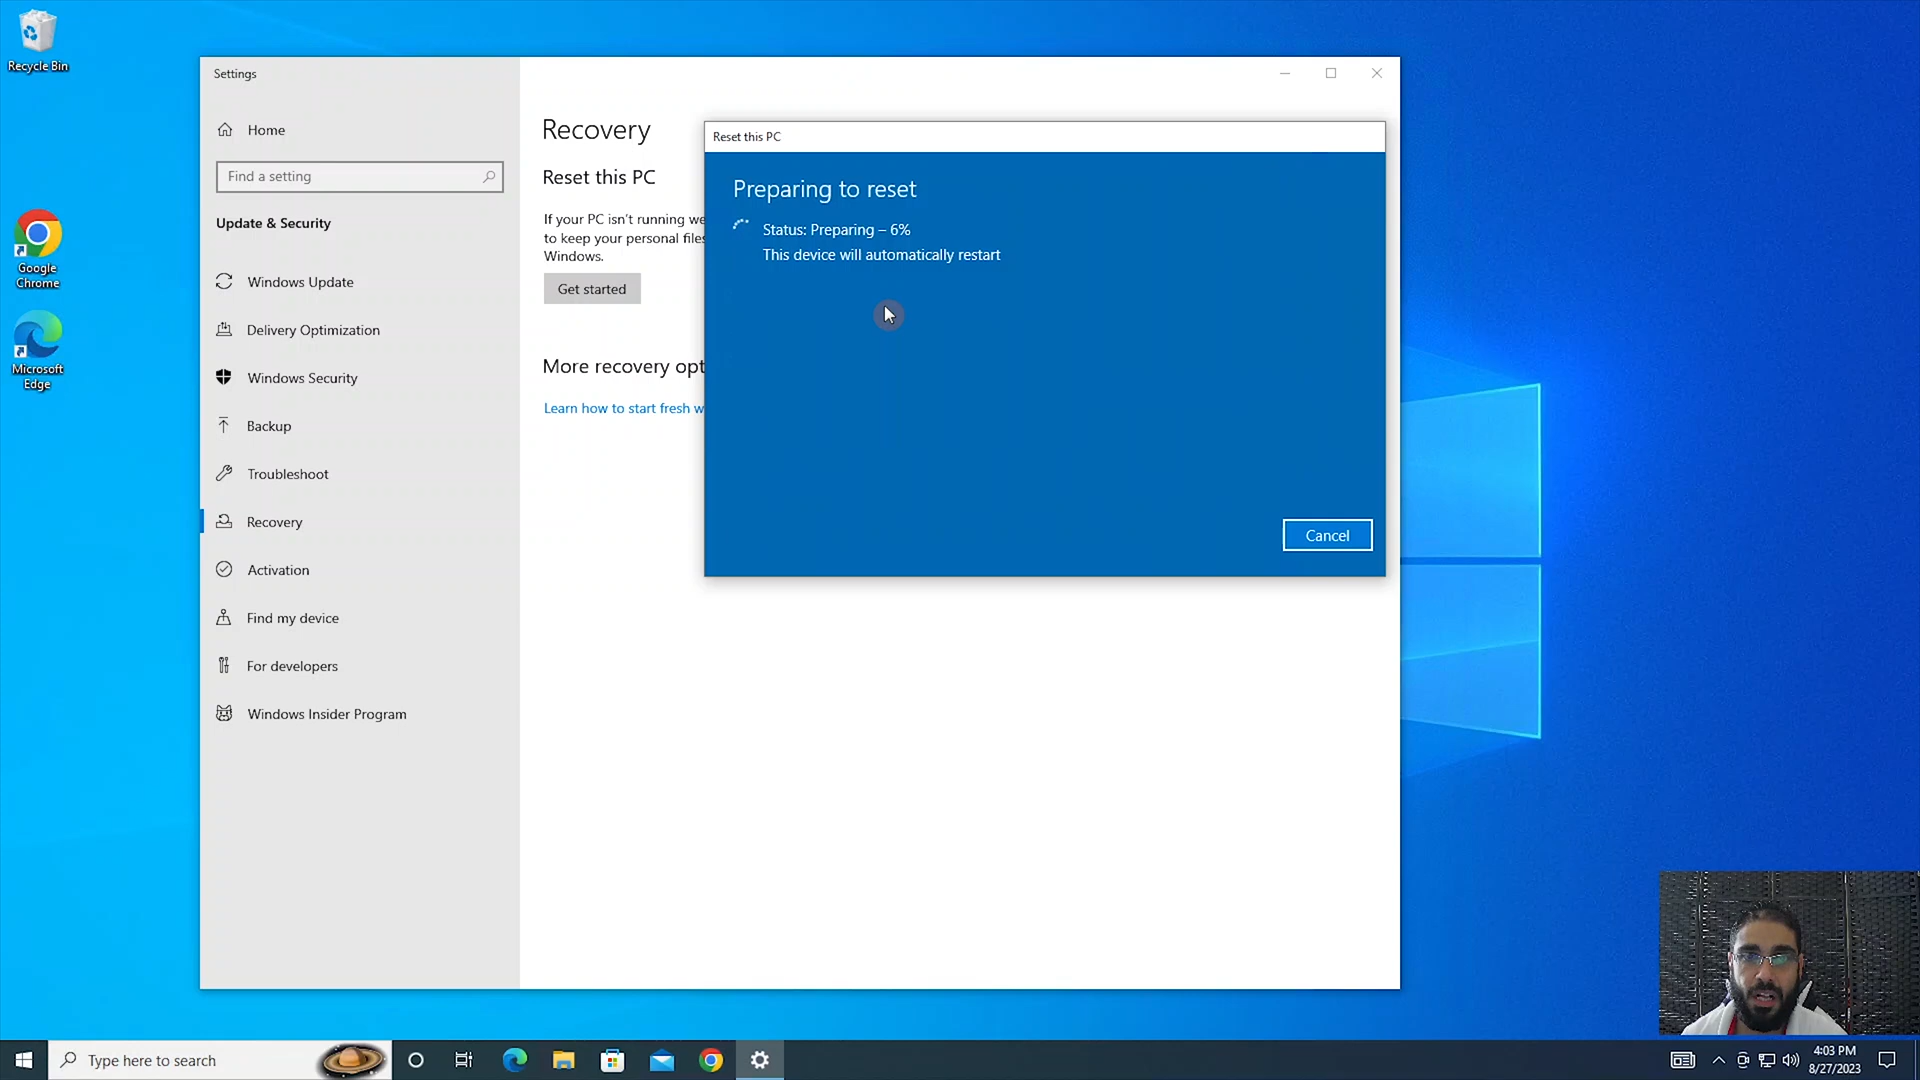 Recycle Bin
Google
Chrome
Microsoft
Edge
Settings
Home
Find a setting
Update & Security
Windows Update
Delivery Optimization
Windows Security
Backup
Troubleshoot
Recovery
Activation
Find my device
For developers
Windows Insider Program
Recovery
Reset this PC
If your PC isn't running we
to keep your personal files
Windows.
Get started
More recovery opt
Learn how to start fresh w
Reset this PC
Preparing to reset
Status: Preparing – 6%
This device will automatically restart
Cancel
Type here to search
4:03 PM
8/27/2023